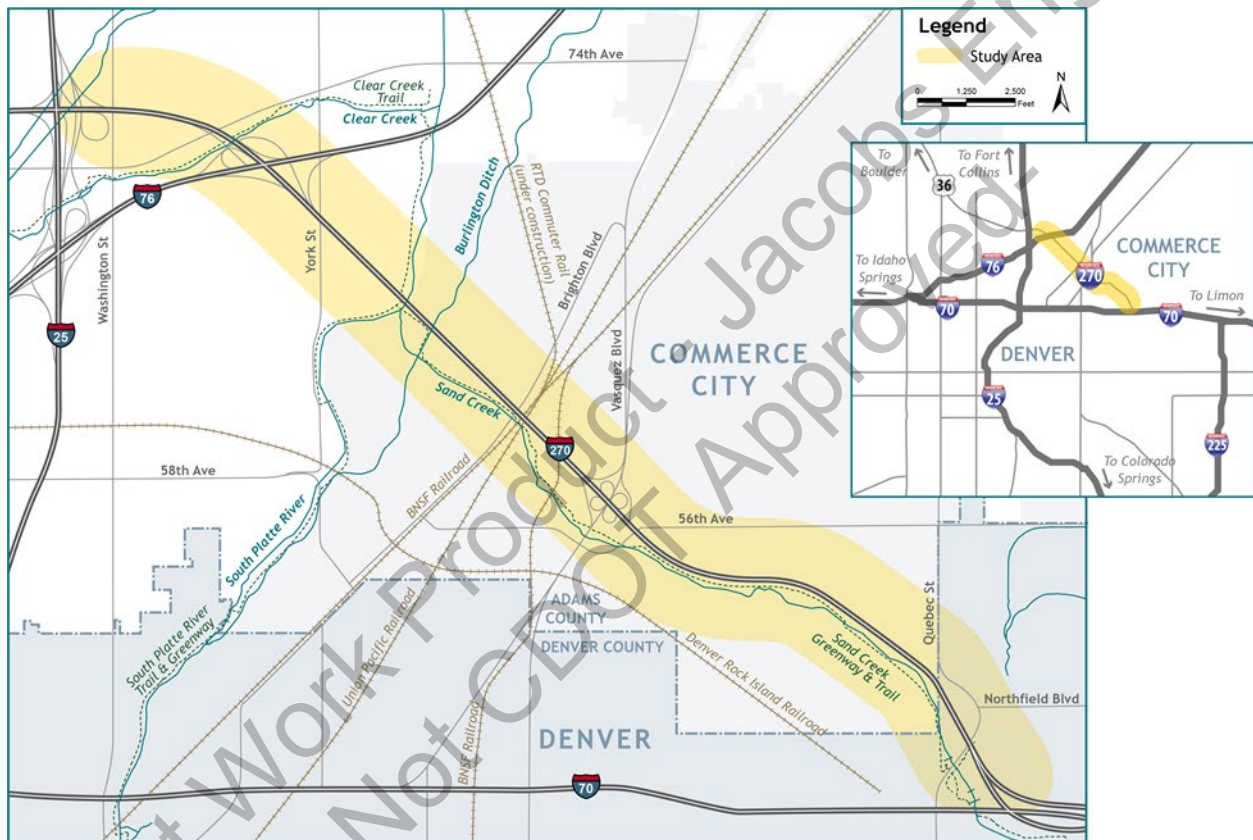 Legend
Study Area
0 1,250 2,500
Feet
N
74th Ave
Clear Creek
Trail
Clear Creek
76
Washington St
York St
25
Burlington Ditch
RTD Commuter Rail
(under construction)
Brighton Blvd
Vasquez Blvd
COMMERCE
CITY
Sand Creek
270
58th Ave
BNSF Railroad
56th Ave
South Platte River
South Platte River
Trail & Greenway
Union Pacific Railroad
BNSF Railroad
ADAMS
COUNTY
DENVER COUNTY
Denver Rock Island Railroad
Sand Creek
Greenway & Trail
Quebec St
Northfield Blvd
DENVER
70
To
Boulder
To Fort
Collins
36
COMMERCE
CITY
To Idaho
Springs
76
270
To Limon
70
70
DENVER
25
225
To Colorado
Springs
Work Product - Jacobs
Not CDOT Approved.